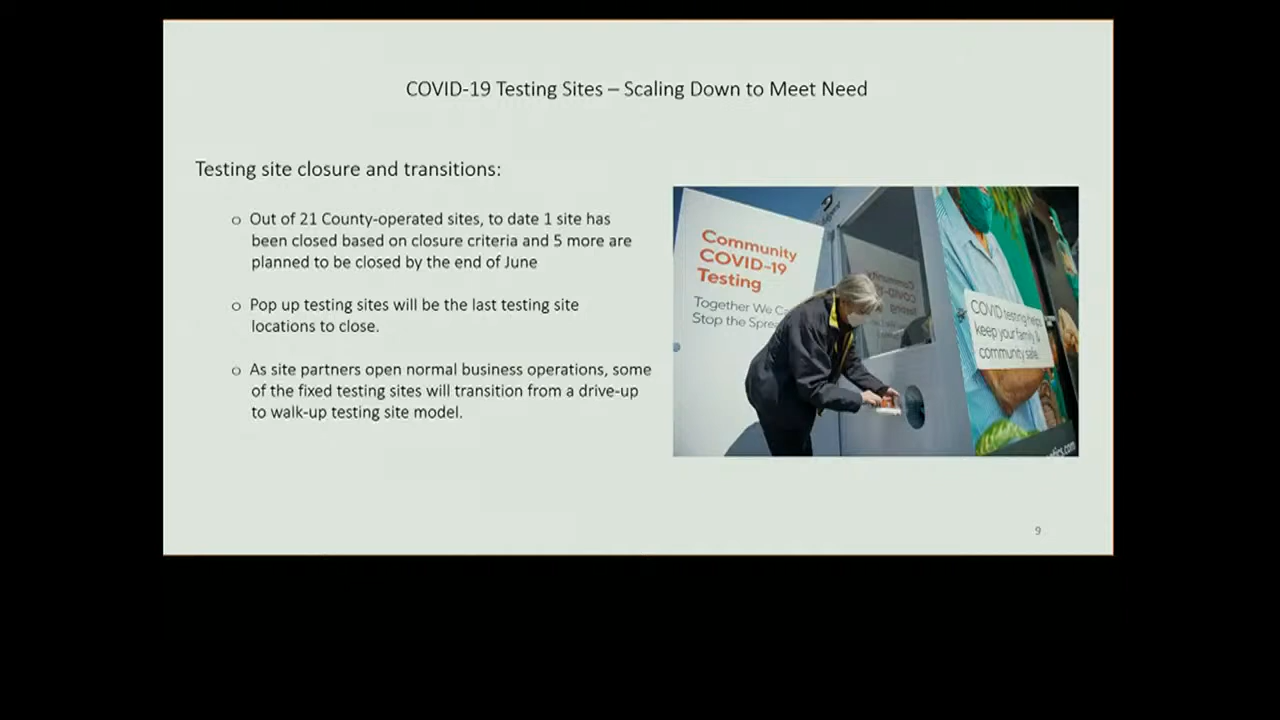 COVID-19 Testing Sites – Scaling Down to Meet Need
Testing site closure and transitions:
o Out of 21 County-operated sites, to date 1 site has
been closed based on closure criteria and 5 more are
planned to be closed by the end of June
o Pop up testing sites will be the last testing site
locations to close.
o As site partners open normal business operations, some
of the fixed testing sites will transition from a drive-up
to walk-up testing site model.
Community
COVID-19
Testing
Together We
Stop the
COVID testing helps
keep your family &
community safe.
9